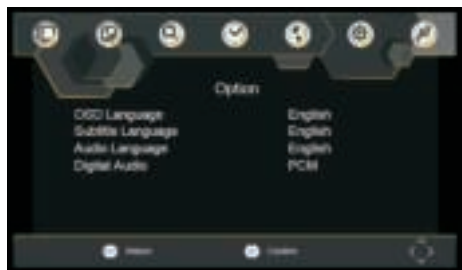 Option
OSD Language English
Subtitle Language English
Audio Language English
Digital Audio PCM